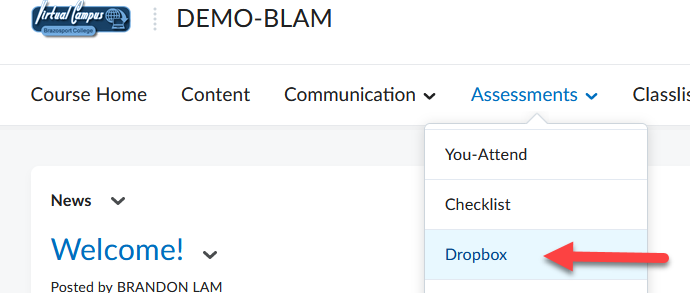 Virtual Campus
Brazosport College
DEMO-BLAM
Course Home Content Communication Assessments Classlis
You-Attend
Checklist
Dropbox
News
Welcome!
Posted by BRANDON LAM